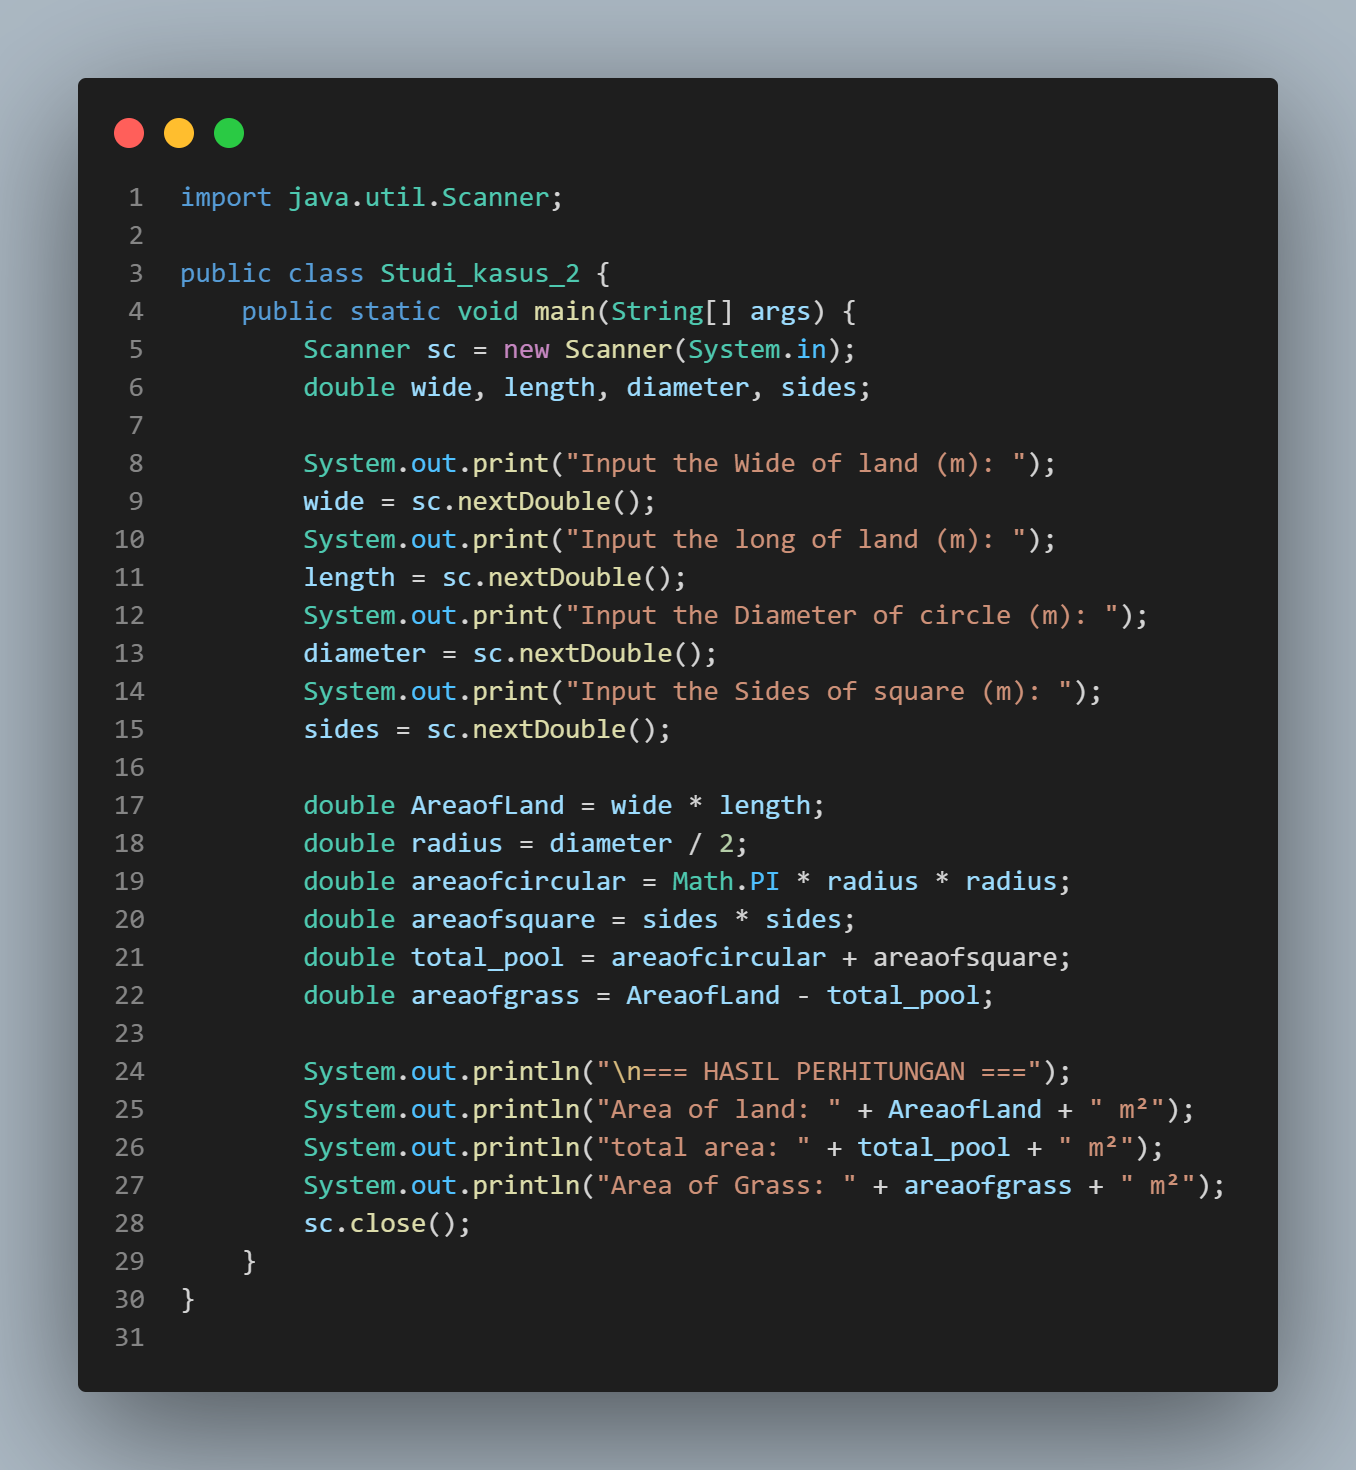 1 import java.util.Scanner;
2
3 public class Studi_kasus_2 {
4     public static void main(String[] args) {
5         Scanner sc = new Scanner(System.in);
6         double wide, length, diameter, sides;
7
8         System.out.print("Input the Wide of land (m): ");
9         wide = sc.nextDouble();
10         System.out.print("Input the long of land (m): ");
11         length = sc.nextDouble();
12         System.out.print("Input the Diameter of circle (m): ");
13         diameter = sc.nextDouble();
14         System.out.print("Input the Sides of square (m): ");
15         sides = sc.nextDouble();
16
17         double AreaofLand = wide * length;
18         double radius = diameter / 2;
19         double areaofcircular = Math.PI * radius * radius;
20         double areaofsquare = sides * sides;
21         double total_pool = areaofcircular + areaofsquare;
22         double areaofgrass = AreaofLand - total_pool;
23
24         System.out.println("\n=== HASIL PERHITUNGAN ===");
25         System.out.println("Area of land: " + AreaofLand + " m²");
26         System.out.println("total area: " + total_pool + " m²");
27         System.out.println("Area of Grass: " + areaofgrass + " m²");
28         sc.close();
29     }
30 }
31